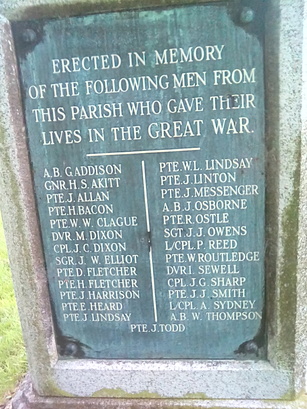 ERECTED IN MEMORY
OF THE FOLLOWING MEN FROM
THIS PARISH WHO GAVE THEIR
LIVES IN THE GREAT WAR.
A.B. G. ADDISON
GNR. H. S. AKITT
PTE. J. ALLAN
PTE. H. BACON
PTE. W. W. CLAGUE
DVR. M. DIXON
CPL. J. C. DIXON
SGR. J. W. ELLIOT
PTE. D. FLETCHER
PTE. H. FLETCHER
PTE. J. HARRISON
PTE. E. HEARD
PTE. J. LINDSAY
PTE. W. L. LINDSAY
PTE. J. LINTON
PTE. J. MESSENGER
A.B. J. OSBORNE
PTE. R. OSTLE
SGT. J. J. OWENS
L/CPL. P. REED
PTE. W. ROUTLEDGE
DVR. I. SEWELL
CPL. J. G. SHARP
PTE. J. J. SMITH
L/CPL. A. SYDNEY
A.B. W. THOMPSON
PTE. J. TODD